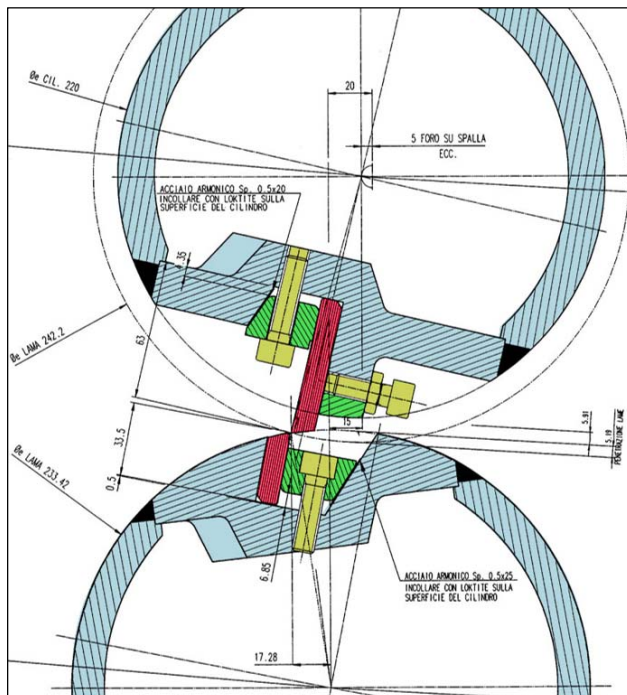 Øe CIL. 220
20
5 FORO SU SPALLA
ECC.
ACCIAIO ARMONICO Sp. 0.5x20
INCOLLARE CON LOKTITE SULLA
SUPERFICIE DEL CILINDRO
.35
Øe LAMA 242.2
63
15
5.91
5.19
PENETRAZIONE LAME
33.5
Øe LAMA 233.42
0.5
6.85
ACCIAIO ARMONICO Sp. 0.5x25
INCOLLARE CON LOKTITE SULLA
SUPERFICIE DEL CILINDRO
17.28